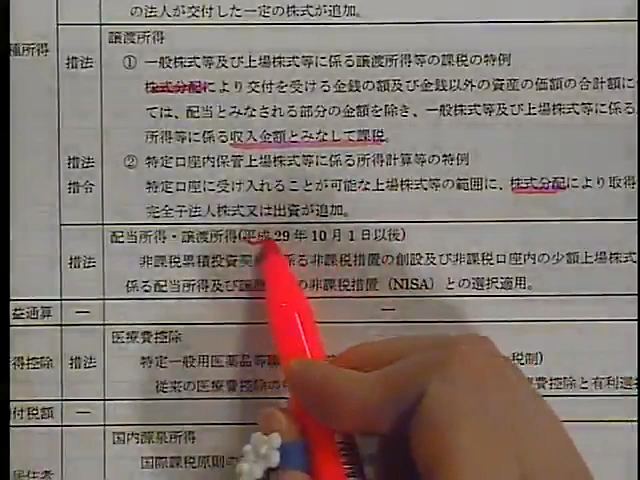 の法人が交付した一定の株式が追加。
譲渡所得
種所得
措法 ① 一般株式等及び上場株式等に係る譲渡所得等の課税の特例
株式分配により交付を受ける金銭の額及び金銭以外の資産の価額の合計額に
ては、配当とみなされる部分の金額を除き、一般株式等及び上場株式等に係る
所得等に係る収入金額とみなして課税。
措法 ② 特定口座内保管上場株式等に係る所得計算等の特例
措令 特定口座に受け入れることが可能な上場株式等の範囲に、株式分配により取得
完全子法人株式又は出資が追加。
配当所得・譲渡所得(平成29年10月1日以後)
措法 非課税累積投資 係る非課税措置の創設及び非課税口座内の少額上場株式
係る配当所得及び譲 の非課税措置（NISA）との選択適用。
益通算 ― ―
医療費控除
得控除 措法 特定一般用医薬品等 税制)
従来の医療費控除の 費控除と有利選
付税額 ―
国内源泉所得
国際課税原則の
居住者